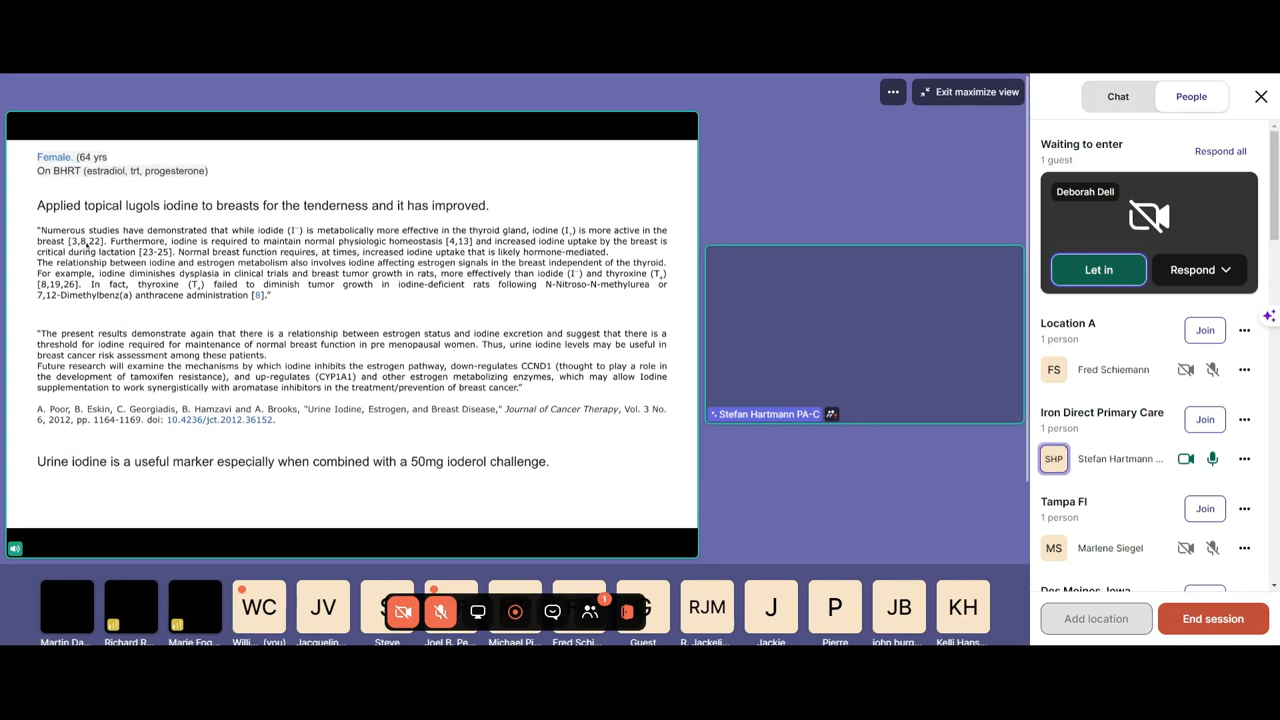 Exit maximize view
Chat
People
Female. (64 yrs
On BHRT (estradiol, trt, progesterone)
Applied topical lugols iodine to breasts for the tenderness and it has improved.
“Numerous studies have demonstrated that while iodide (I⁻) is metabolically more effective in the thyroid gland, iodine (I₂) is more active in the
breast [3,8,22]. Furthermore, iodine is required to maintain normal physiologic homeostasis [4,13] and increased iodine uptake by the breast is
critical during lactation [23-25]. Normal breast function requires, at times, increased iodine uptake that is likely hormone-mediated.
The relationship between iodine and estrogen metabolism also involves iodine affecting estrogen signals in the breast independent of the thyroid.
For example, iodine diminishes dysplasia in clinical trials and breast tumor growth in rats, more effectively than iodide (I⁻) and thyroxine (T₄)
[8,19,26]. In fact, thyroxine (T₄) failed to diminish tumor growth in iodine-deficient rats following N-Nitroso-N-methylurea or
7,12-Dimethylbenz(a) anthracene administration [8].”
“The present results demonstrate again that there is a relationship between estrogen status and iodine excretion and suggest that there is a
threshold for iodine required for maintenance of normal breast function in pre menopausal women. Thus, urine iodine levels may be useful in
breast cancer risk assessment among these patients.
Future research will examine the mechanisms by which iodine inhibits the estrogen pathway, down-regulates CCND1 (thought to play a role in
the development of tamoxifen resistance), and up-regulates (CYP1A1) and other estrogen metabolizing enzymes, which may allow Iodine
supplementation to work synergistically with aromatase inhibitors in the treatment/prevention of breast cancer.”
A. Poor, B. Eskin, C. Georgiadis, B. Hamzavi and A. Brooks, "Urine Iodine, Estrogen, and Breast Disease," Journal of Cancer Therapy, Vol. 3 No.
6, 2012, pp. 1164-1169. doi: 10.4236/jct.2012.36152.
Urine iodine is a useful marker especially when combined with a 50mg ioderol challenge.
Stefan Hartmann PA-C
Waiting to enter
1 guest
Respond all
Deborah Dell
Let in
Respond
Location A
1 person
Join
FS
Fred Schiemann
Iron Direct Primary Care
1 person
Join
SHP
Stefan Hartmann ...
Tampa Fl
1 person
Join
MS
Marlene Siegel
Des Moines, Iowa
Add location
End session
WC
JV
1
RJM
J
P
JB
KH
Martin Da...
Richard R...
Marie Fog...
Willi... (you)
Jacquelin...
Steve
Joel B. Pe...
Michael Pi...
Fred Schi...
Guest
R. Jackeli...
Jackie
Pierre
john burg...
Kelli Hans...